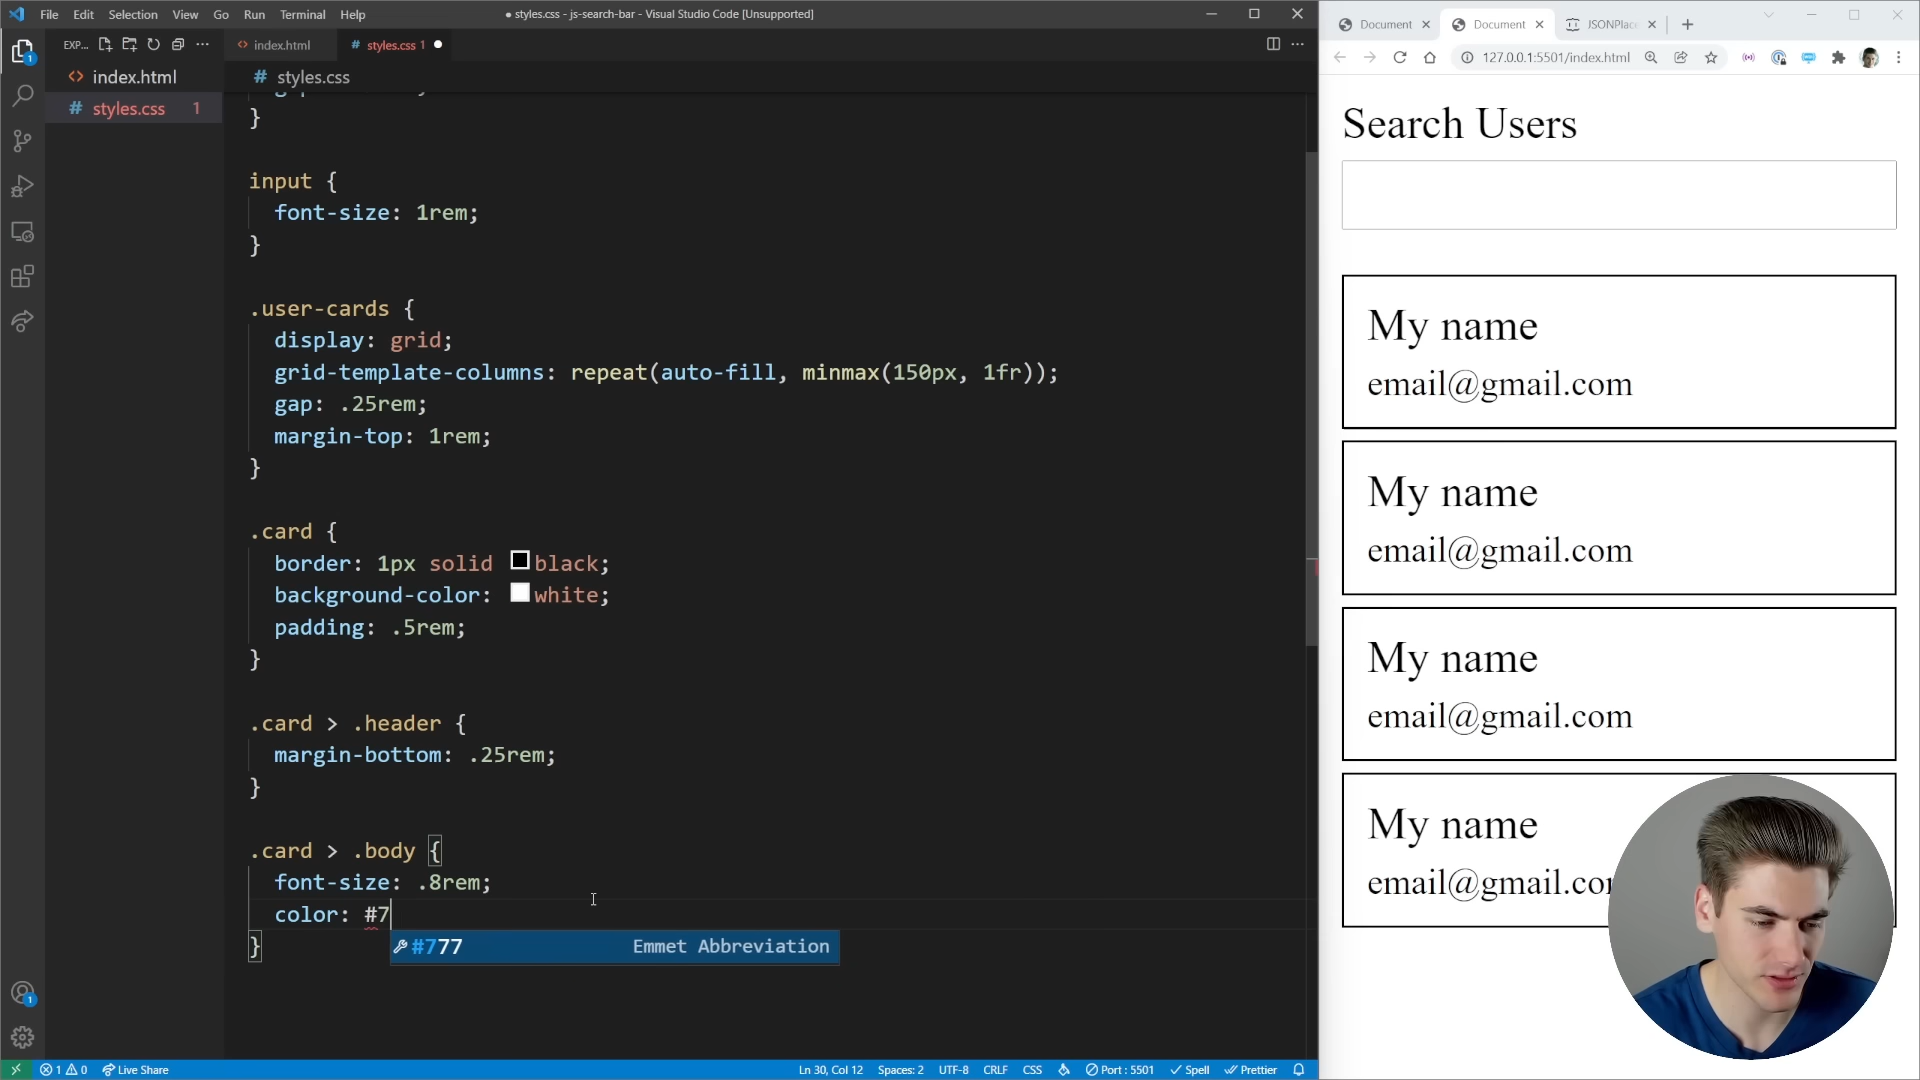 File Edit Selection View Go Run Terminal Help
styles.css - js-search-bar - Visual Studio Code [Unsupported]
EXP...
index.html
styles.css 1
index.html
styles.css 1
# styles.css
}
input {
font-size: 1rem;
}
.user-cards {
display: grid;
grid-template-columns: repeat(auto-fill, minmax(150px, 1fr));
gap: .25rem;
margin-top: 1rem;
}
.card {
border: 1px solid black;
background-color: white;
padding: .5rem;
}
.card > .header {
margin-bottom: .25rem;
}
.card > .body {
font-size: .8rem;
color: #7
}
#777 Emmet Abbreviation
1 0 Live Share
Ln 30, Col 12 Spaces: 2 UTF-8 CRLF CSS Port : 5501 Spell Prettier
Document
Document
JSONPlac
127.0.0.1:5501/index.html
Search Users
My name
email@gmail.com
My name
email@gmail.com
My name
email@gmail.com
My name
email@gmail.co